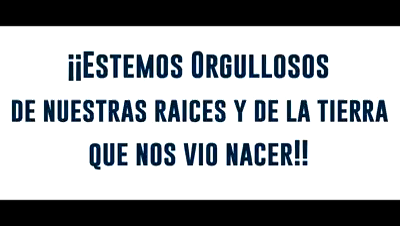 ¡¡Estemos Orgullosos
de nuestras raices y de la tierra
que nos vio nacer!!